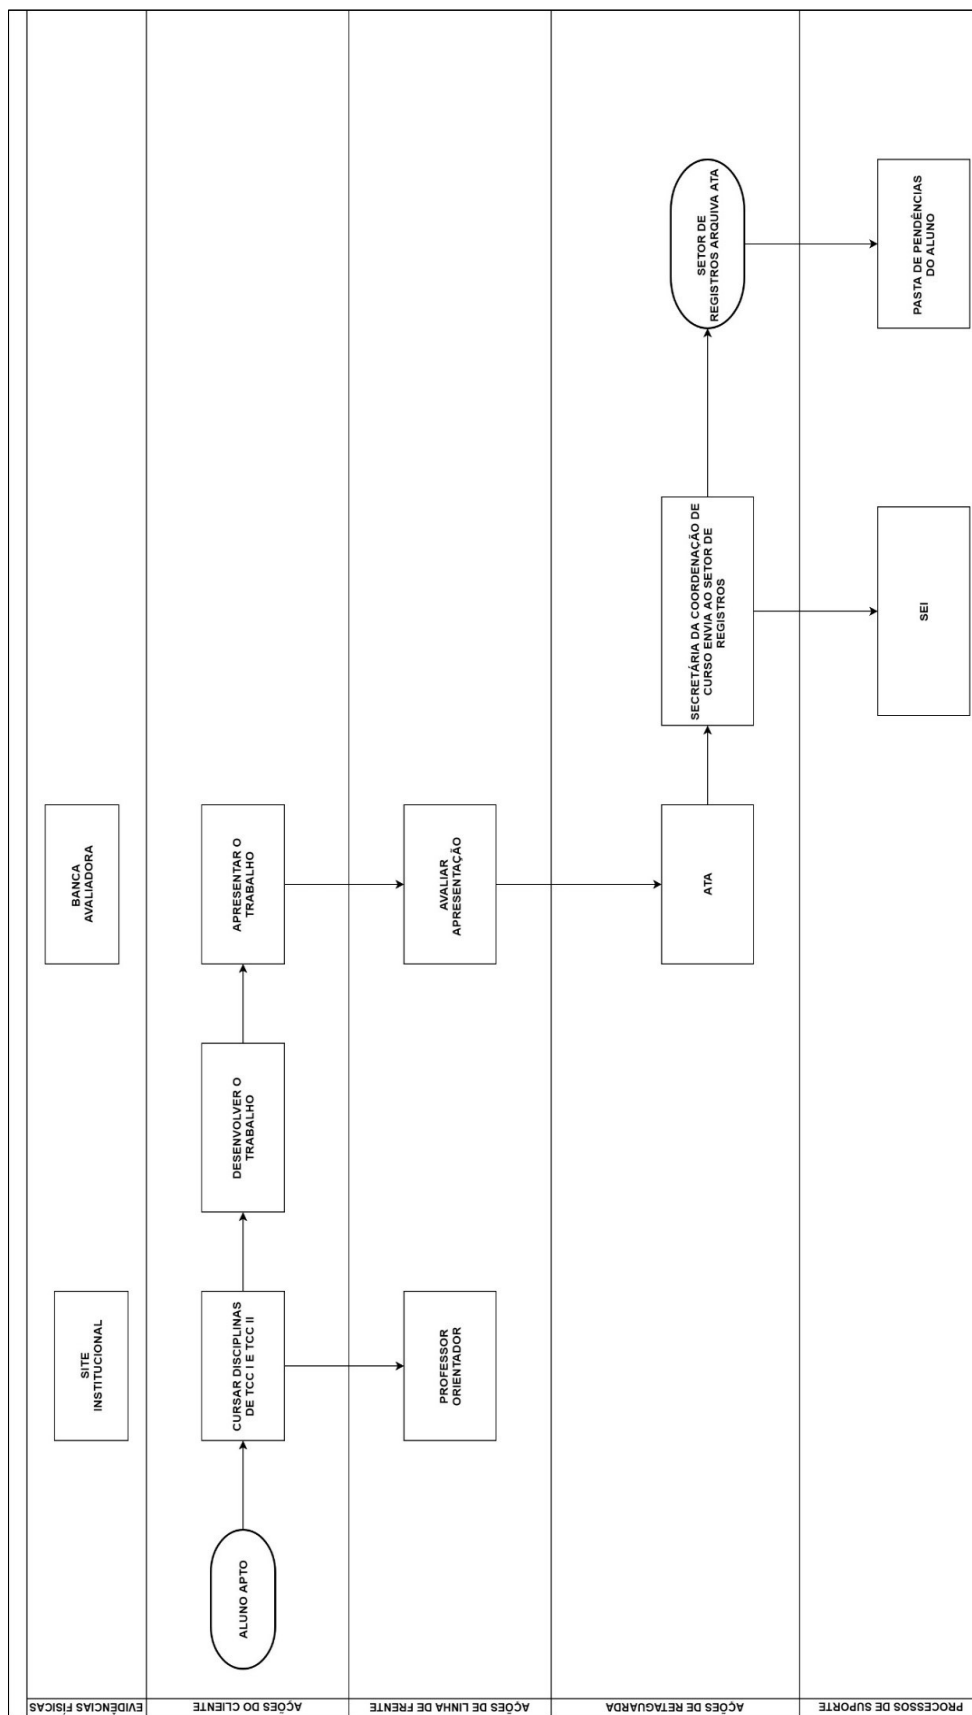 EVIDÊNCIAS FÍSICAS
SITE
INSTITUCIONAL
BANCA
AVALIADORA
AÇÕES DO CLIENTE
ALUNO APTO
CURSAR DISCIPLINAS
DE TCC I E TCC II
DESENVOLVER O
TRABALHO
APRESENTAR O
TRABALHO
AÇÕES DE LINHA DE FRENTE
PROFESSOR
ORIENTADOR
AVALIAR
APRESENTAÇÃO
AÇÕES DE RETAGUARDA
ATA
SECRETÁRIA DA COORDENAÇÃO DE
CURSO ENVIA AO SETOR DE
REGISTROS
SETOR DE
REGISTROS ARQUIVA ATA
PROCESSOS DE SUPORTE
SEI
PASTA DE PENDÊNCIAS
DO ALUNO